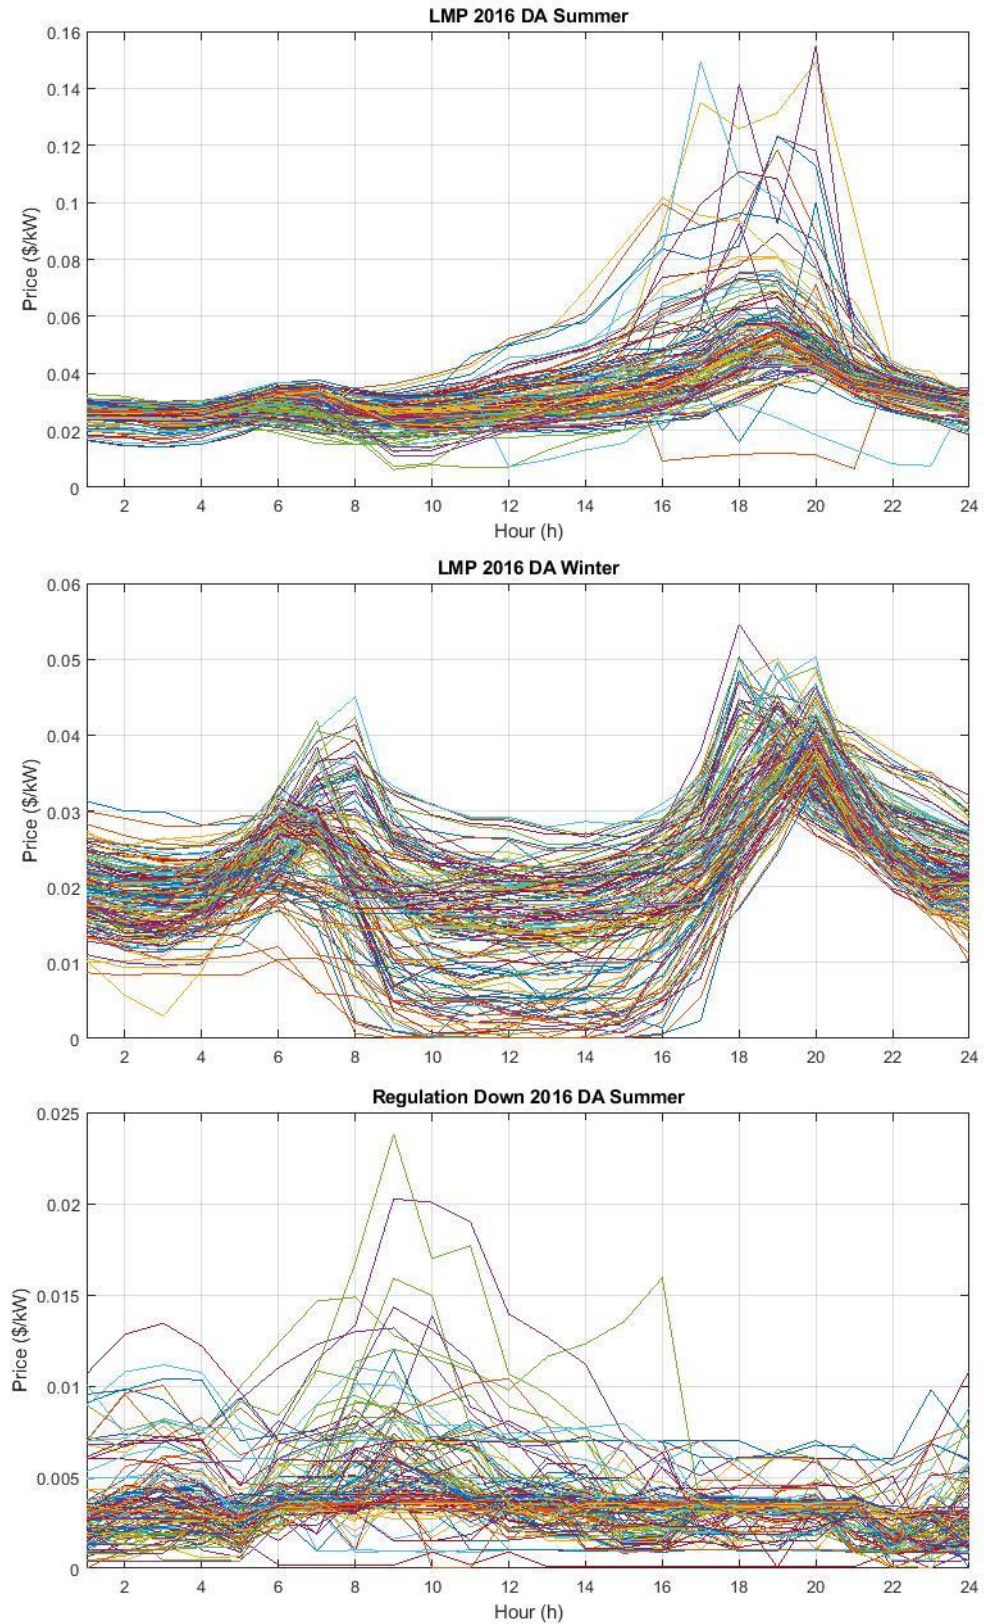 LMP 2016 DA Summer
Price ($/kW)
0.16
0.14
0.12
0.1
0.08
0.06
0.04
0.02
0
2 4 6 8 10 12 14 16 18 20 22 24
Hour (h)
LMP 2016 DA Winter
Price ($/kW)
0.06
0.05
0.04
0.03
0.02
0.01
0
2 4 6 8 10 12 14 16 18 20 22 24
Regulation Down 2016 DA Summer
Price ($/kW)
0.025
0.02
0.015
0.01
0.005
0
2 4 6 8 10 12 14 16 18 20 22 24
Hour (h)